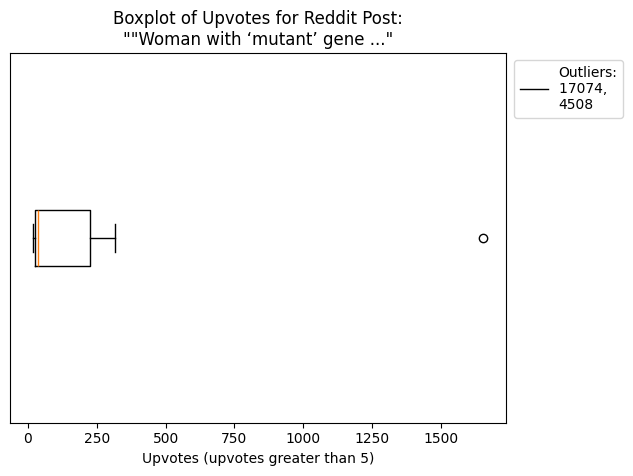 Boxplot of Upvotes for Reddit Post:
""Woman with ‘mutant’ gene ..."
Outliers:
17074,
4508
0 250 500 750 1000 1250 1500
Upvotes (upvotes greater than 5)